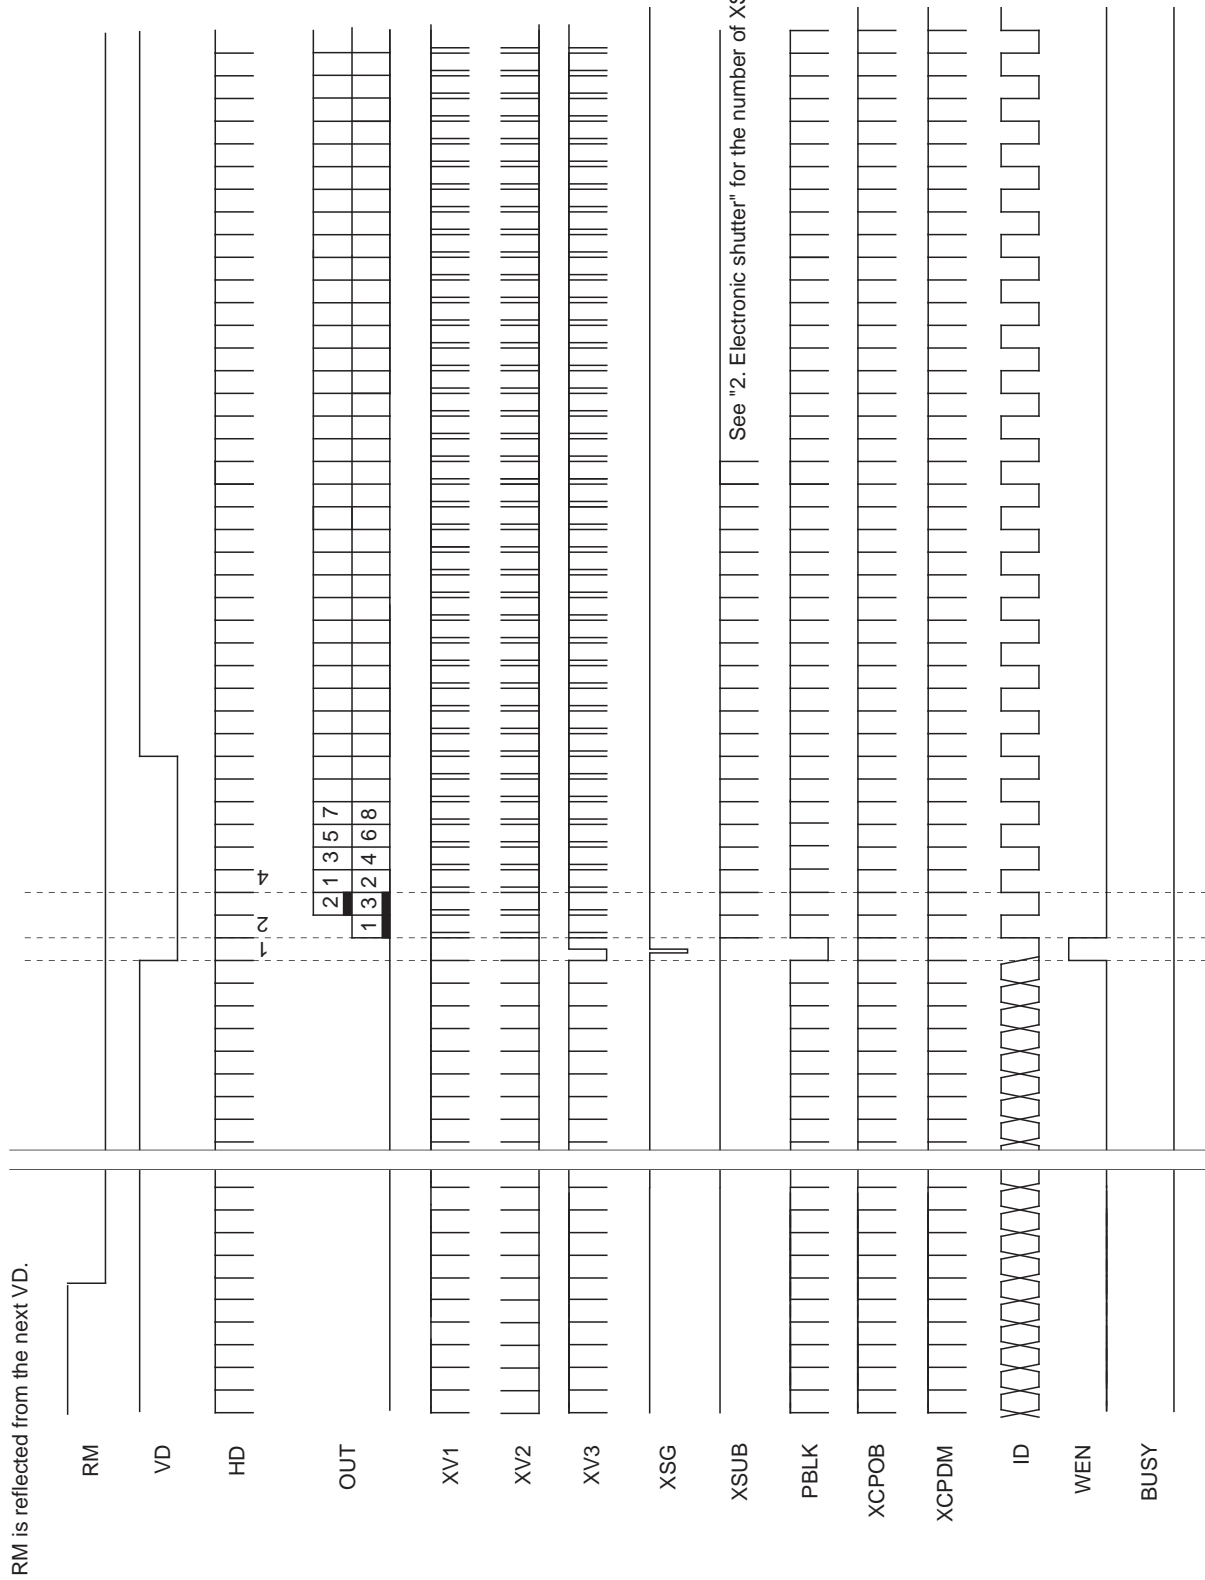 RM is reflected from the next VD.
RM
VD
HD
1 2 4
OUT
2 1 3 5 7
1 3 2 4 6 8
XV1
XV2
XV3
XSG
XSUB
See "2. Electronic shutter" for the number of XS
PBLK
XCPOB
XCPDM
ID
WEN
BUSY